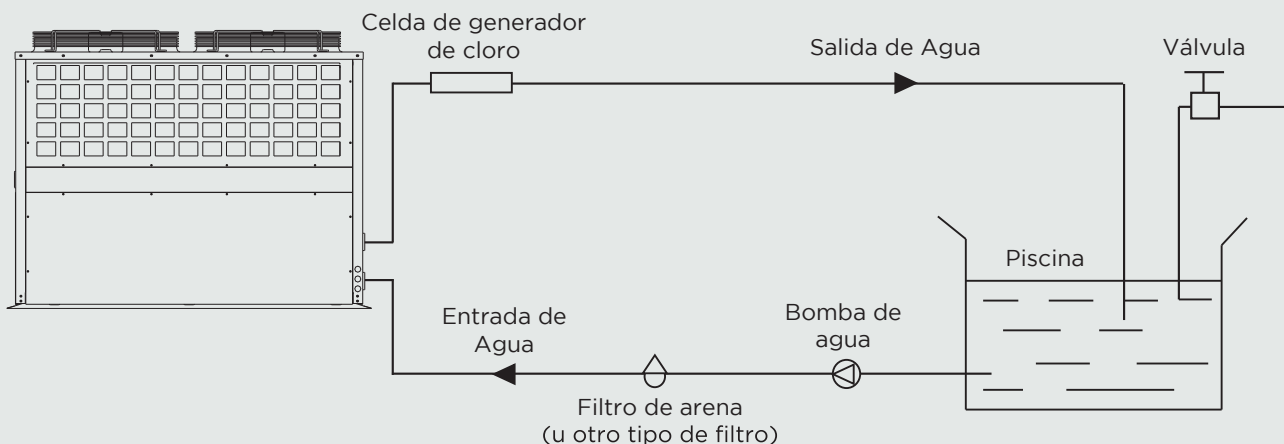 Celda de generador
de cloro
Salida de Agua
Válvula
Piscina
Entrada de
Agua
Bomba de
agua
Filtro de arena
(u otro tipo de filtro)